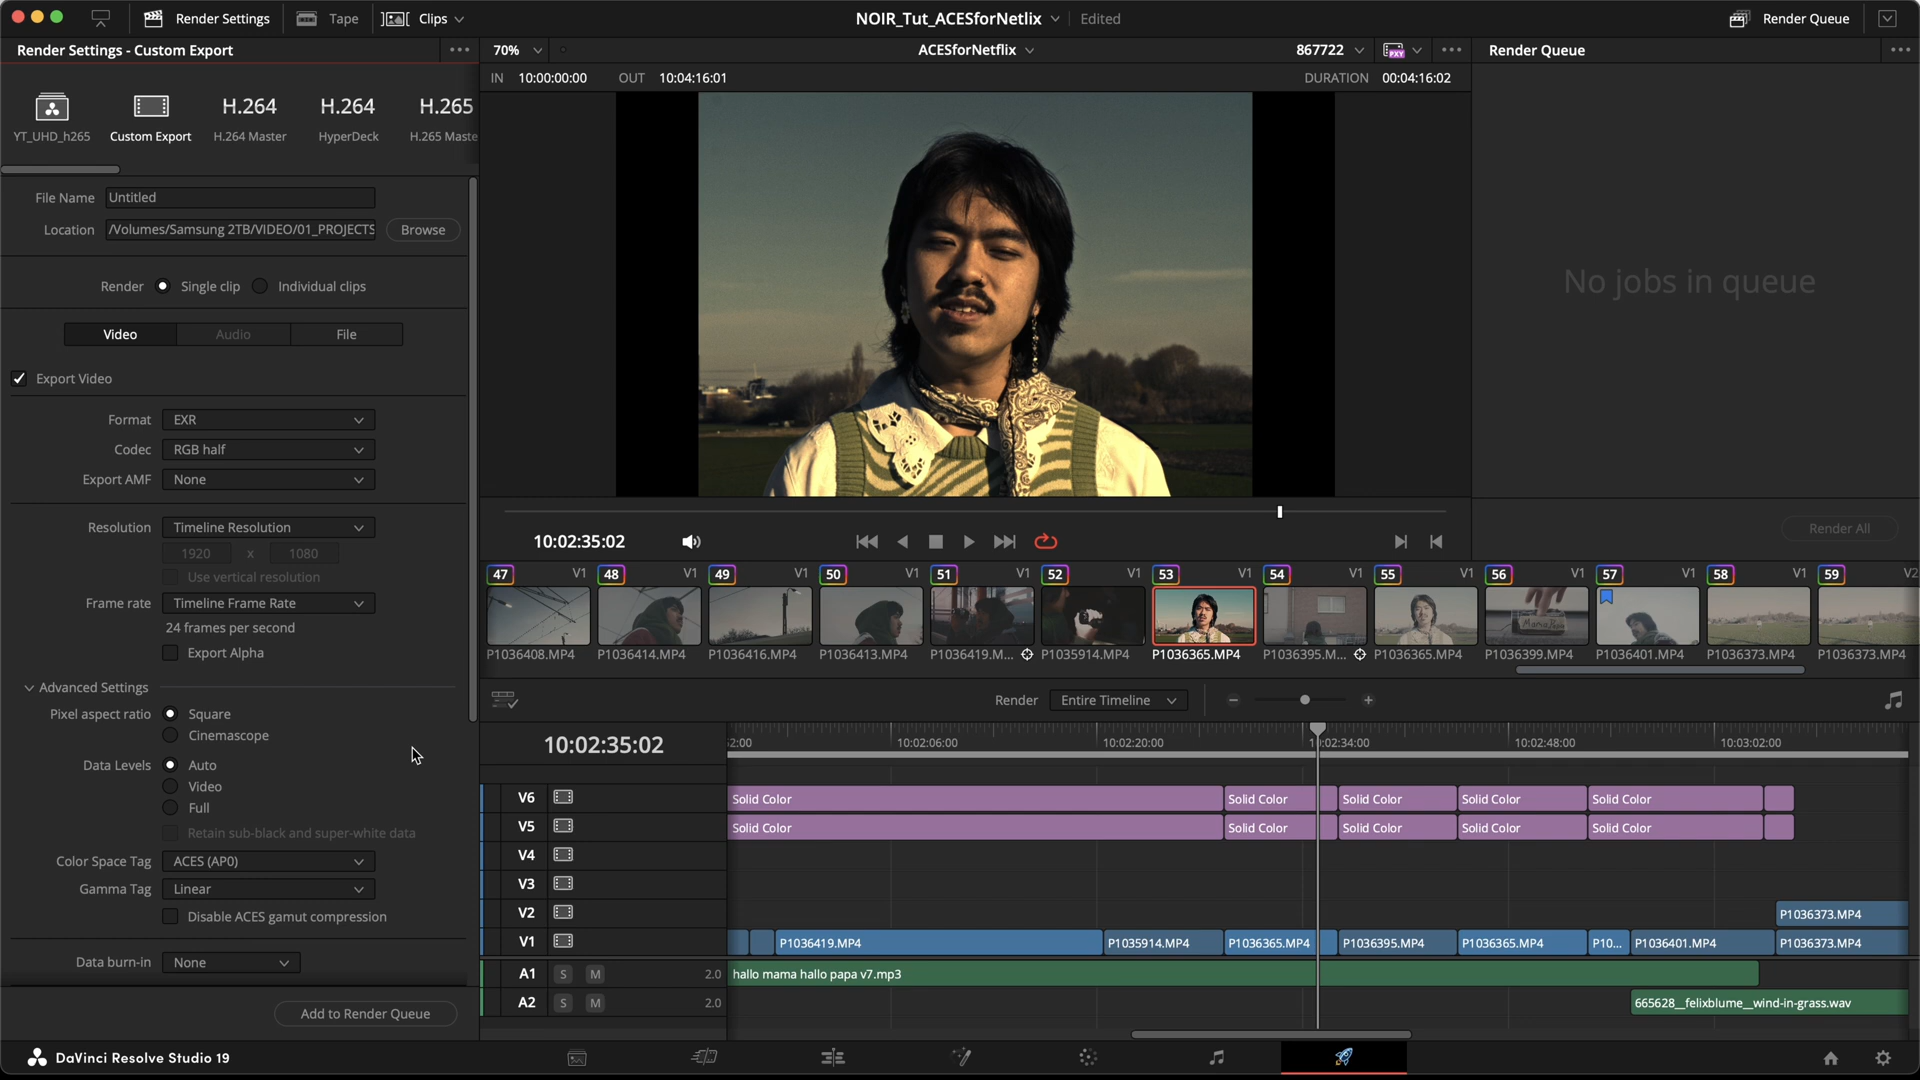 Render Settings
Tape
Clips
NOIR_Tut_ACESforNetlix
Edited
Render Queue
Render Settings - Custom Export
70%
ACESforNetflix
867722
PXY
Render Queue
IN 10:00:00:00 OUT 10:04:16:01
DURATION 00:04:16:02
H.264 H.264 H.265
YT_UHD_h265 Custom Export H.264 Master HyperDeck H.265 Maste
File Name Untitled
Location /Volumes/Samsung 2TB/VIDEO/01_PROJECTS Browse
Render Single clip Individual clips
Video Audio File
Export Video
Format EXR
Codec RGB half
Export AMF None
Resolution Timeline Resolution
1920 x 1080
Use vertical resolution
Frame rate Timeline Frame Rate
24 frames per second
Export Alpha
Advanced Settings
Pixel aspect ratio Square
Cinemascope
Data Levels Auto
Video
Full
Retain sub-black and super-white data
Color Space Tag ACES (AP0)
Gamma Tag Linear
Disable ACES gamut compression
Data burn-in None
Add to Render Queue
No jobs in queue
Render All
10:02:35:02
47 V1 48 V1 49 V1 50 V1 51 V1 52 V1 53 V1 54 V1 55 V1 56 V1 57 V1 58 V1 59 V2
P1036408.MP4 P1036414.MP4 P1036416.MP4 P1036413.MP4 P1036419.M... P1035914.MP4 P1036365.MP4 P1036395.M... P1036365.MP4 P1036399.MP4 P1036401.MP4 P1036373.MP4 P1036373.MP4
Render Entire Timeline
10:02:35:02
2:00 10:02:06:00 10:02:20:00 :02:34:00 10:02:48:00 10:03:02:00
V6 Solid Color Solid Color Solid Color Solid Color Solid Color
V5 Solid Color Solid Color Solid Color Solid Color Solid Color
V4
V3
V2 P1036373.MP4
V1 P1036419.MP4 P1035914.MP4 P1036365.MP4 P1036395.MP4 P1036365.MP4 P10... P1036401.MP4 P1036373.MP4
A1 S M 2.0 hallo mama hallo papa v7.mp3
A2 S M 2.0 665628__felixblume__wind-in-grass.wav
DaVinci Resolve Studio 19